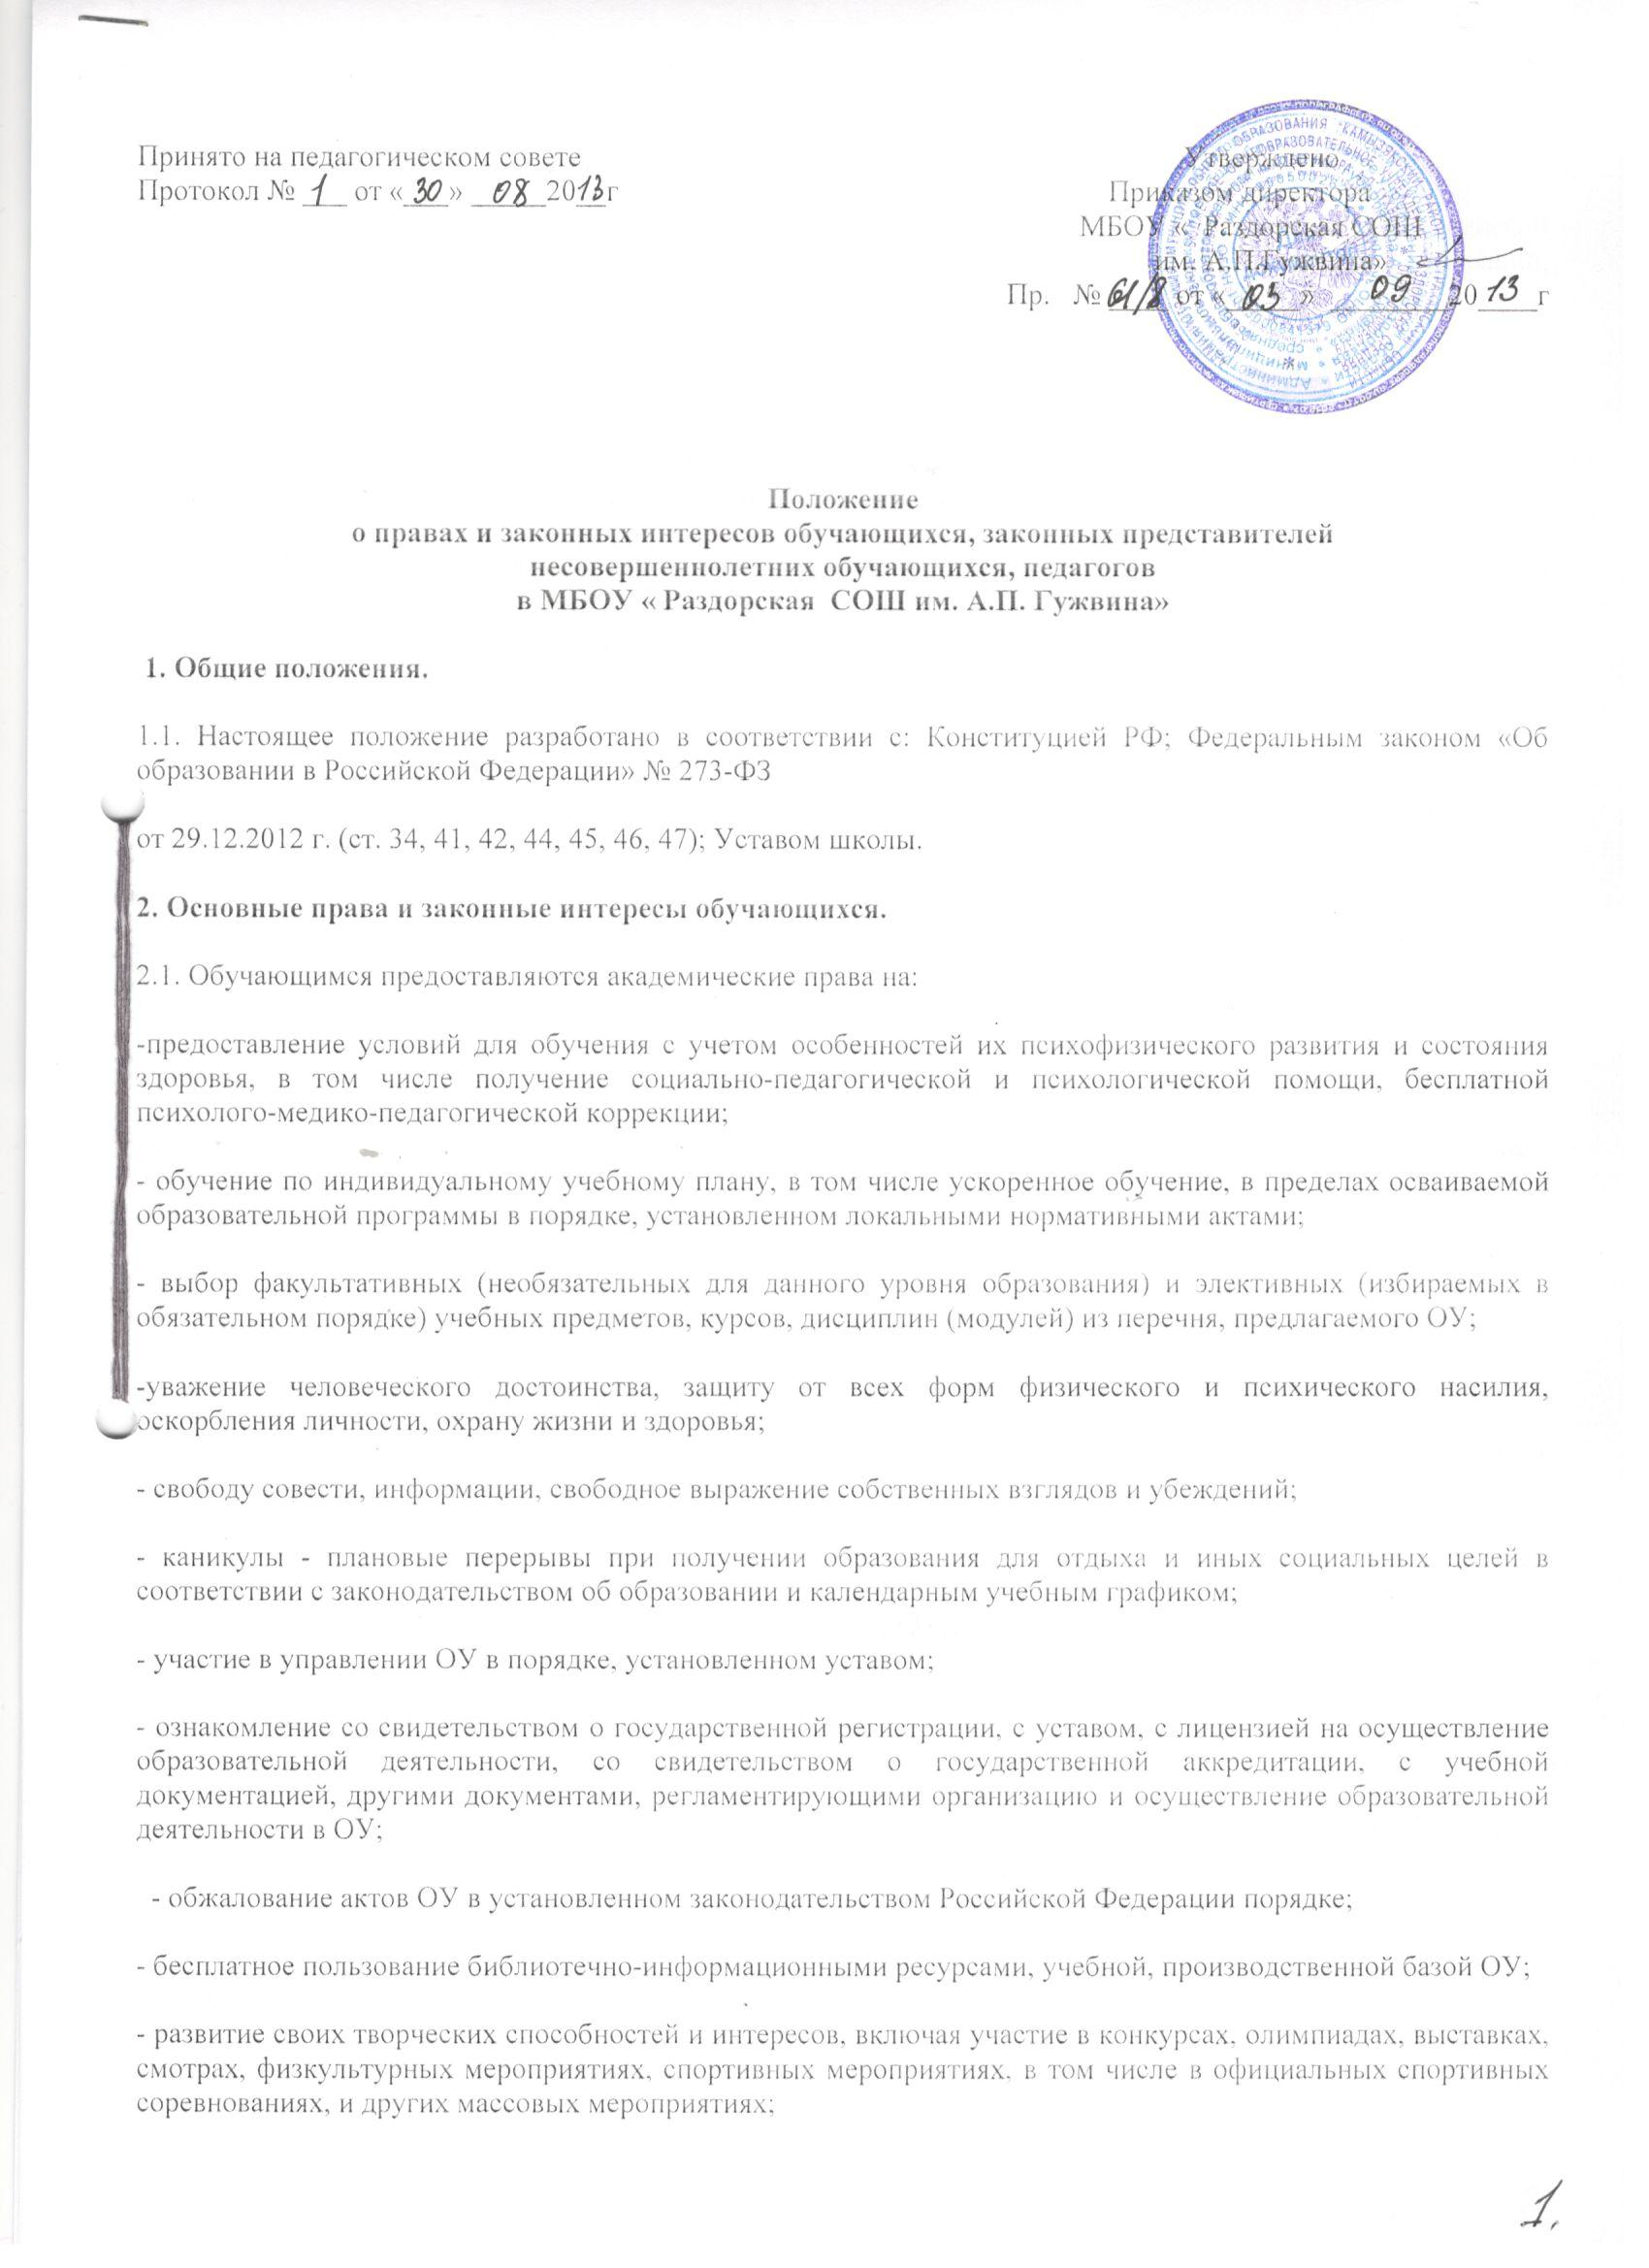 Принято на педагогическом совете
Протокол № 1 от «30» 08 2013г
Утверждено
Приказом директора
МБОУ « Раздорская СОШ
им. А.П.Гужвина»
Пр. № 61/8 от « 03 » 09 20 13 г
Положение
о правах и законных интересов обучающихся, законных представителей
несовершеннолетних обучающихся, педагогов
в МБОУ « Раздорская СОШ им. А.П. Гужвина»
1. Общие положения.
1.1. Настоящее положение разработано в соответствии с: Конституцией РФ; Федеральным законом «Об
образовании в Российской Федерации» № 273-ФЗ
от 29.12.2012 г. (ст. 34, 41, 42, 44, 45, 46, 47); Уставом школы.
2. Основные права и законные интересы обучающихся.
2.1. Обучающимся предоставляются академические права на:
-предоставление условий для обучения с учетом особенностей их психофизического развития и состояния
здоровья, в том числе получение социально-педагогической и психологической помощи, бесплатной
психолого-медико-педагогической коррекции;
- обучение по индивидуальному учебному плану, в том числе ускоренное обучение, в пределах осваиваемой
образовательной программы в порядке, установленном локальными нормативными актами;
- выбор факультативных (необязательных для данного уровня образования) и элективных (избираемых в
обязательном порядке) учебных предметов, курсов, дисциплин (модулей) из перечня, предлагаемого ОУ;
-уважение человеческого достоинства, защиту от всех форм физического и психического насилия,
оскорбления личности, охрану жизни и здоровья;
- свободу совести, информации, свободное выражение собственных взглядов и убеждений;
- каникулы - плановые перерывы при получении образования для отдыха и иных социальных целей в
соответствии с законодательством об образовании и календарным учебным графиком;
- участие в управлении ОУ в порядке, установленном уставом;
- ознакомление со свидетельством о государственной регистрации, с уставом, с лицензией на осуществление
образовательной деятельности, со свидетельством о государственной аккредитации, с учебной
документацией, другими документами, регламентирующими организацию и осуществление образовательной
деятельности в ОУ;
- обжалование актов ОУ в установленном законодательством Российской Федерации порядке;
- бесплатное пользование библиотечно-информационными ресурсами, учебной, производственной базой ОУ;
- развитие своих творческих способностей и интересов, включая участие в конкурсах, олимпиадах, выставках,
смотрах, физкультурных мероприятиях, спортивных мероприятиях, в том числе в официальных спортивных
соревнованиях, и других массовых мероприятиях;
1.